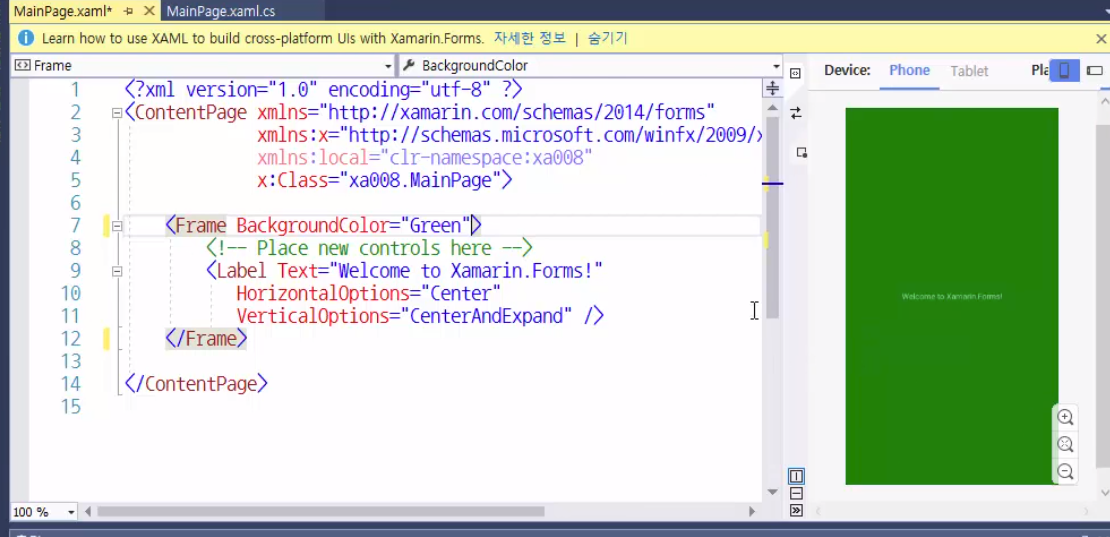 MainPage.xaml* MainPage.xaml.cs
Learn how to use XAML to build cross-platform UIs with Xamarin.Forms. 자세한 정보 | 숨기기
Frame BackgroundColor
Device: Phone Tablet
1 <?xml version="1.0" encoding="utf-8" ?>
2 <ContentPage xmlns="http://xamarin.com/schemas/2014/forms"
3 xmlns:x="http://schemas.microsoft.com/winfx/2009/x
4 xmlns:local="clr-namespace:xa008"
5 x:Class="xa008.MainPage">
6
7 <Frame BackgroundColor="Green">
8 <!-- Place new controls here -->
9 <Label Text="Welcome to Xamarin.Forms!"
10 HorizontalOptions="Center"
11 VerticalOptions="CenterAndExpand" />
12 </Frame>
13
14 </ContentPage>
15
Welcome to Xamarin Forms!
100 %